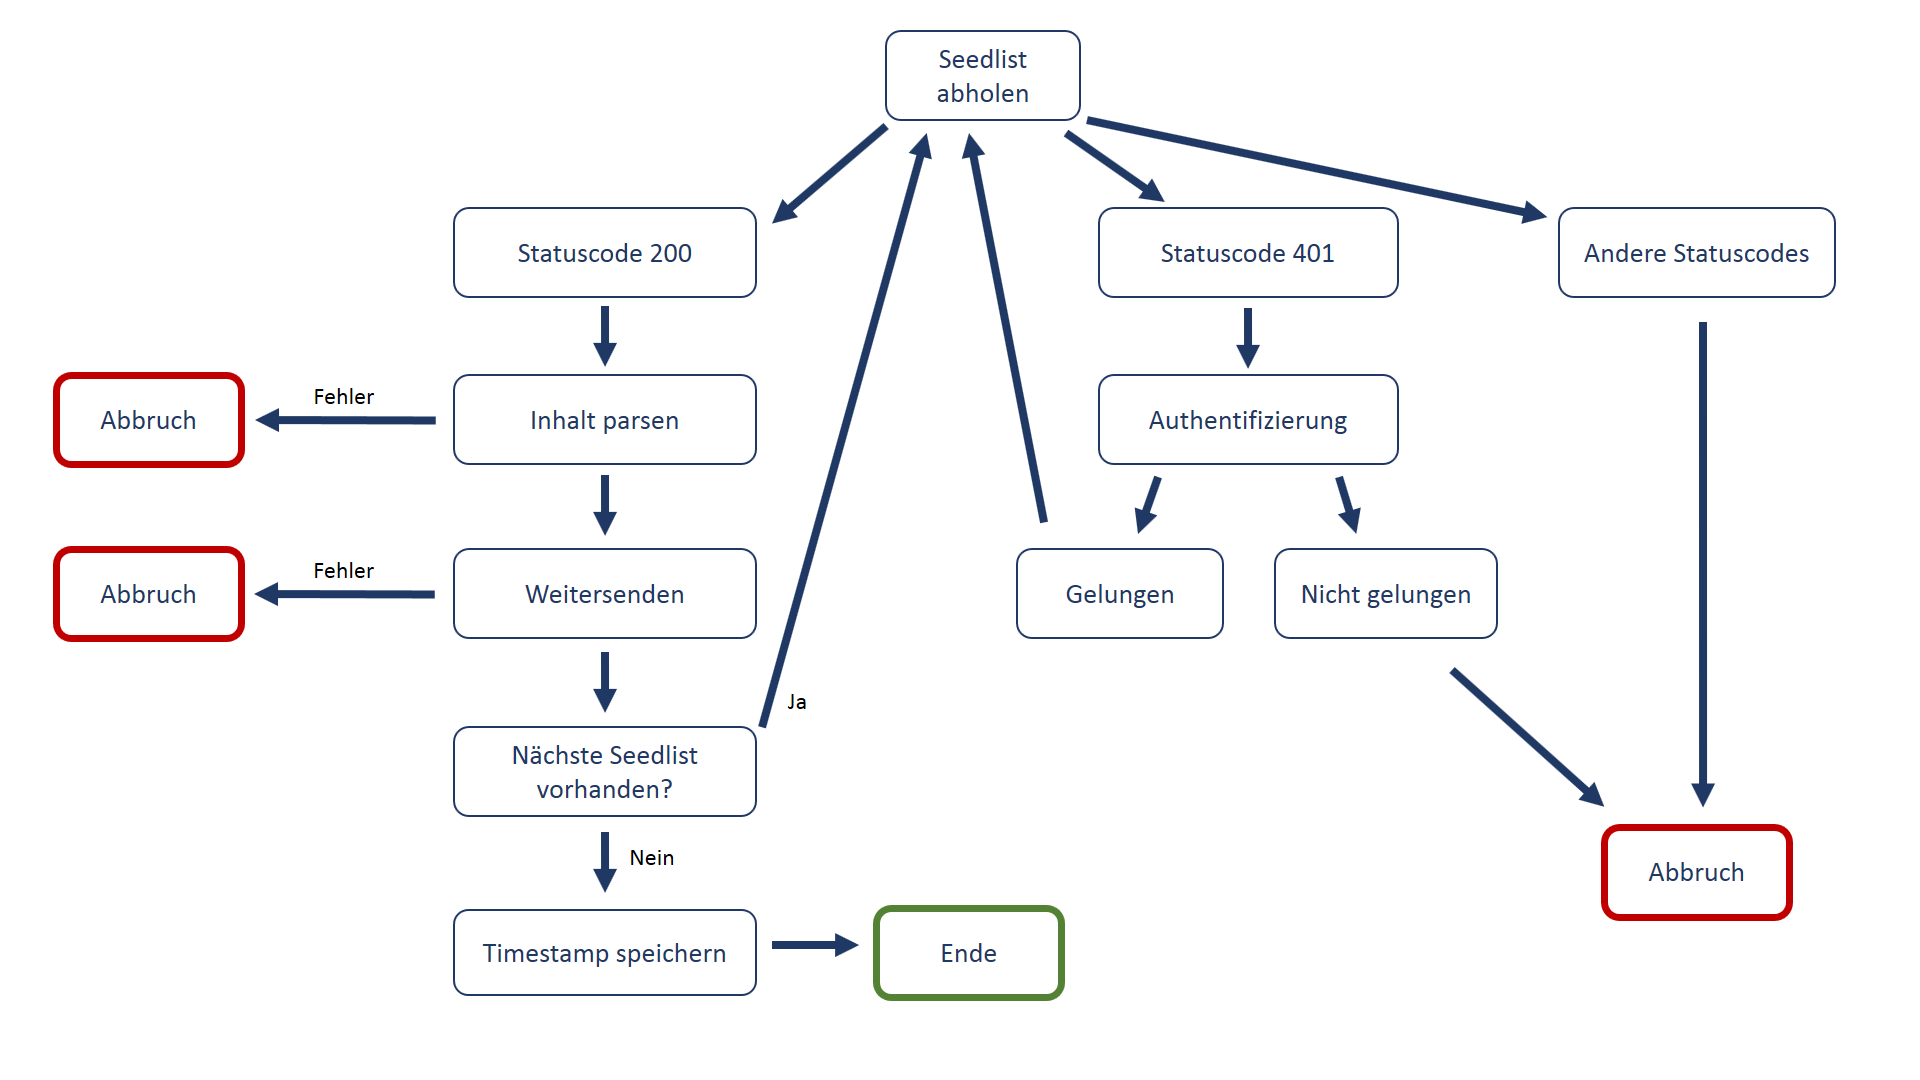 Seedlist
abholen
Statuscode 200
Statuscode 401
Andere Statuscodes
Abbruch
Fehler
Inhalt parsen
Authentifizierung
Abbruch
Fehler
Weitersenden
Gelungen
Nicht gelungen
Ja
Nächste Seedlist
vorhanden?
Nein
Abbruch
Timestamp speichern
Ende